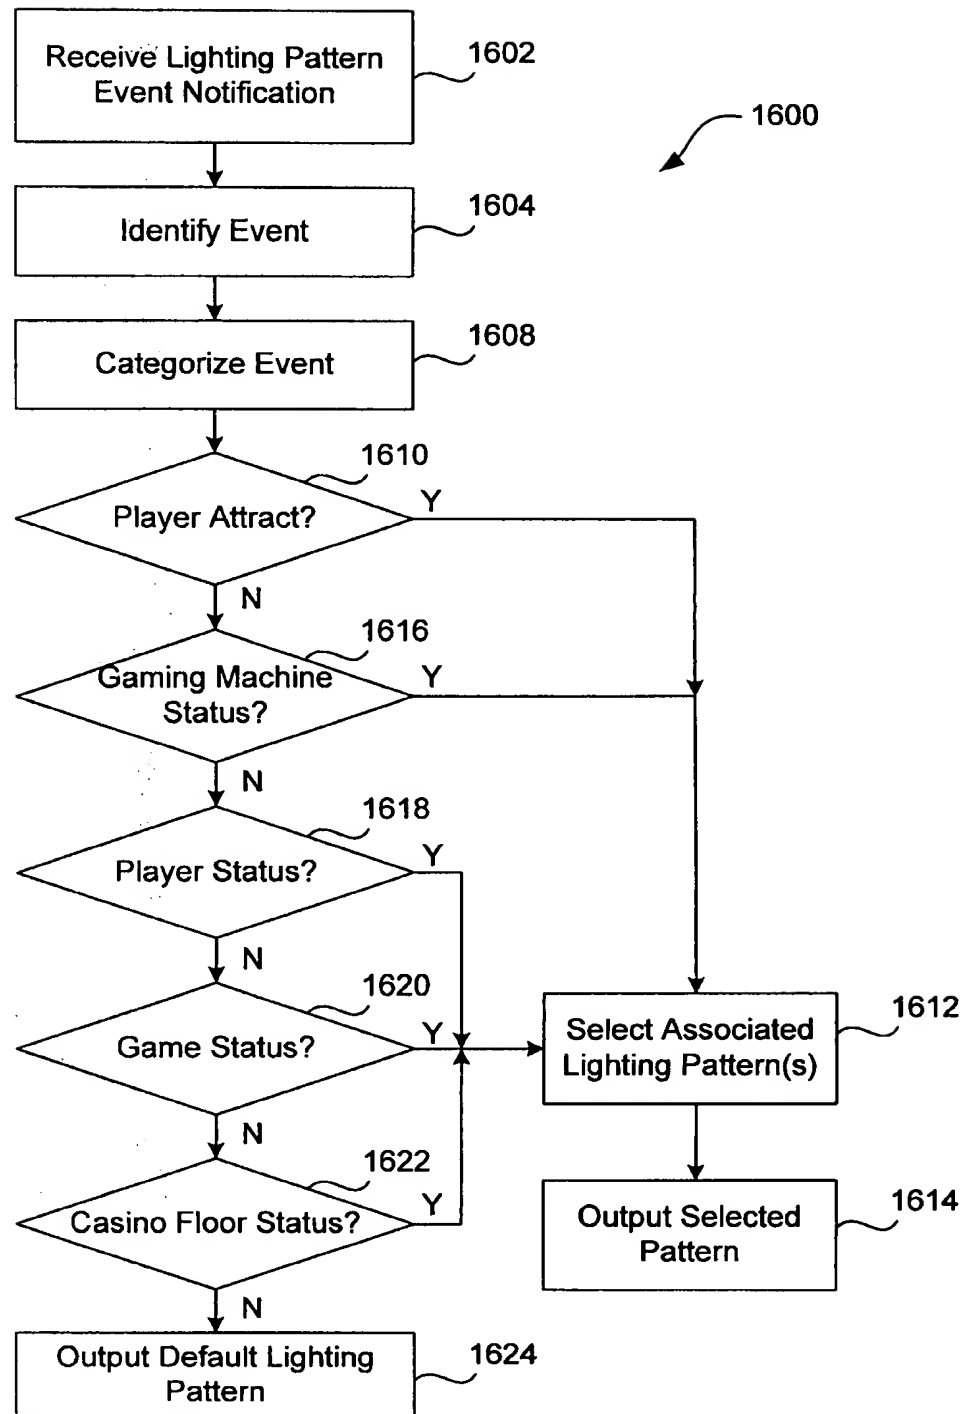 Receive Lighting Pattern
Event Notification
1602
1600
Identify Event
1604
Categorize Event
1608
1610
Player Attract?
Y
N
1616
Gaming Machine
Status?
Y
N
1618
Player Status?
Y
N
1620
Game Status?
Y
Select Associated
Lighting Pattern(s)
1612
N
1622
Casino Floor Status?
Y
Output Selected
Pattern
1614
N
Output Default Lighting
Pattern
1624